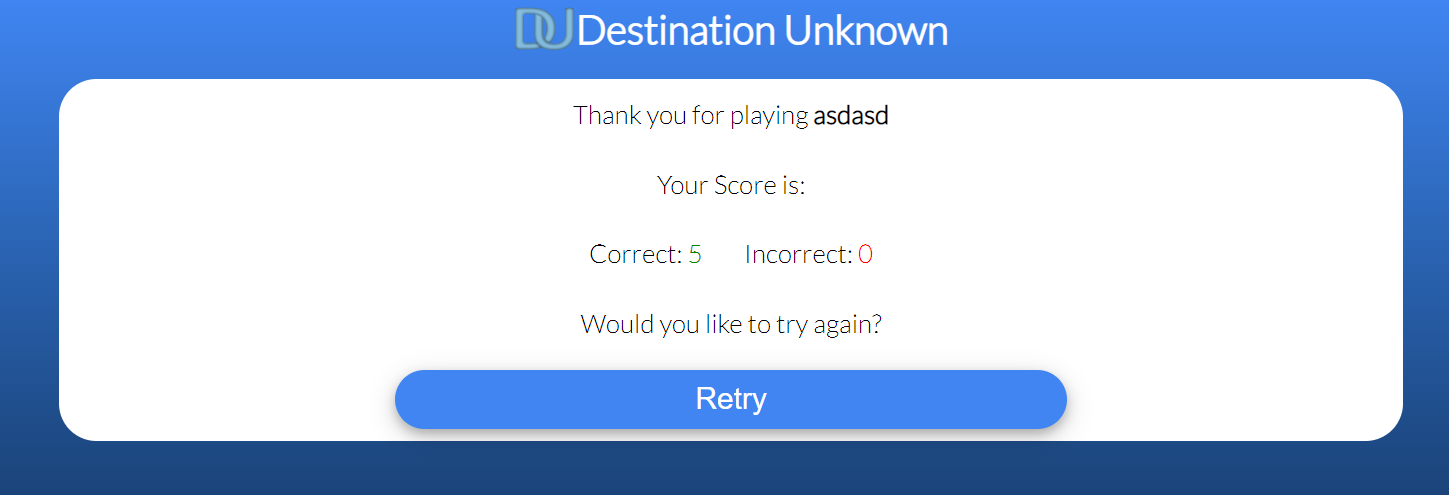 DU Destination Unknown
Thank you for playing asdasd
Your Score is:
Correct: 5 Incorrect: 0
Would you like to try again?
Retry